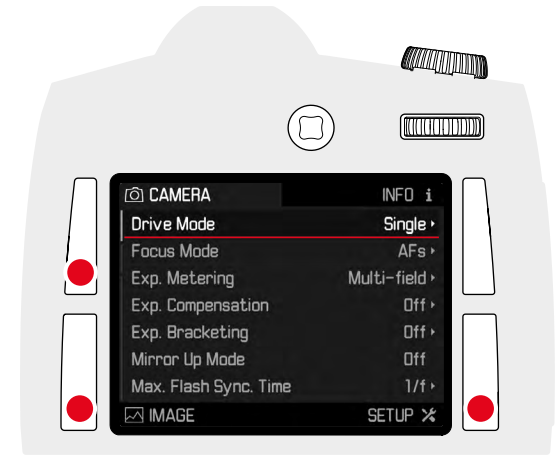 CAMERA INFO i
Drive Mode Single
Focus Mode AFs
Exp. Metering Multi-field
Exp. Compensation Off
Exp. Bracketing Off
Mirror Up Mode Off
Max. Flash Sync. Time 1/f
IMAGE SETUP